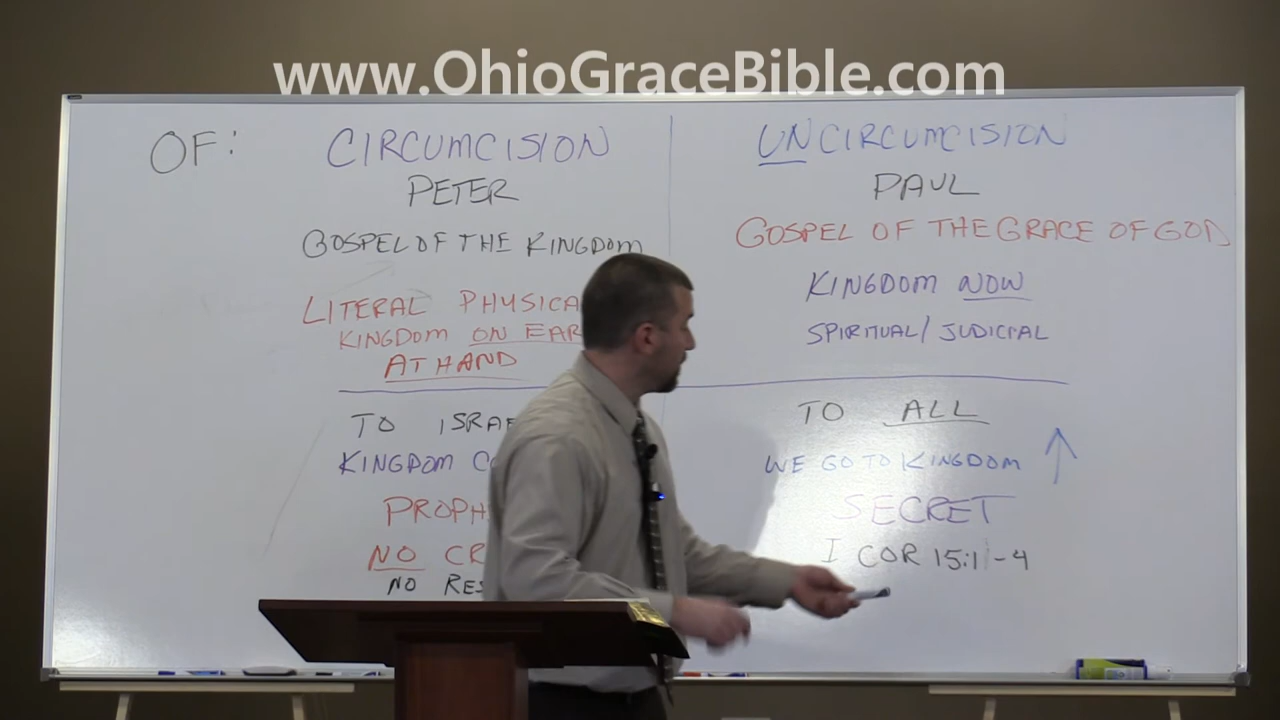 www.OhioGraceBible.com
OF:
CIRCUMCISION
PETER
GOSPEL OF THE KINGDOM
LITERAL PHYSICA
KINGDOM ON EAR
AT HAND
TO ISRAE
KINGDOM CO
PROPH
NO CR
NO RES
UNCIRCUMCISION
PAUL
GOSPEL OF THE GRACE OF GOD
KINGDOM NOW
SPIRITUAL/JUDICIAL
TO ALL
WE GO TO KINGDOM
SECRET
I COR 15:1-4